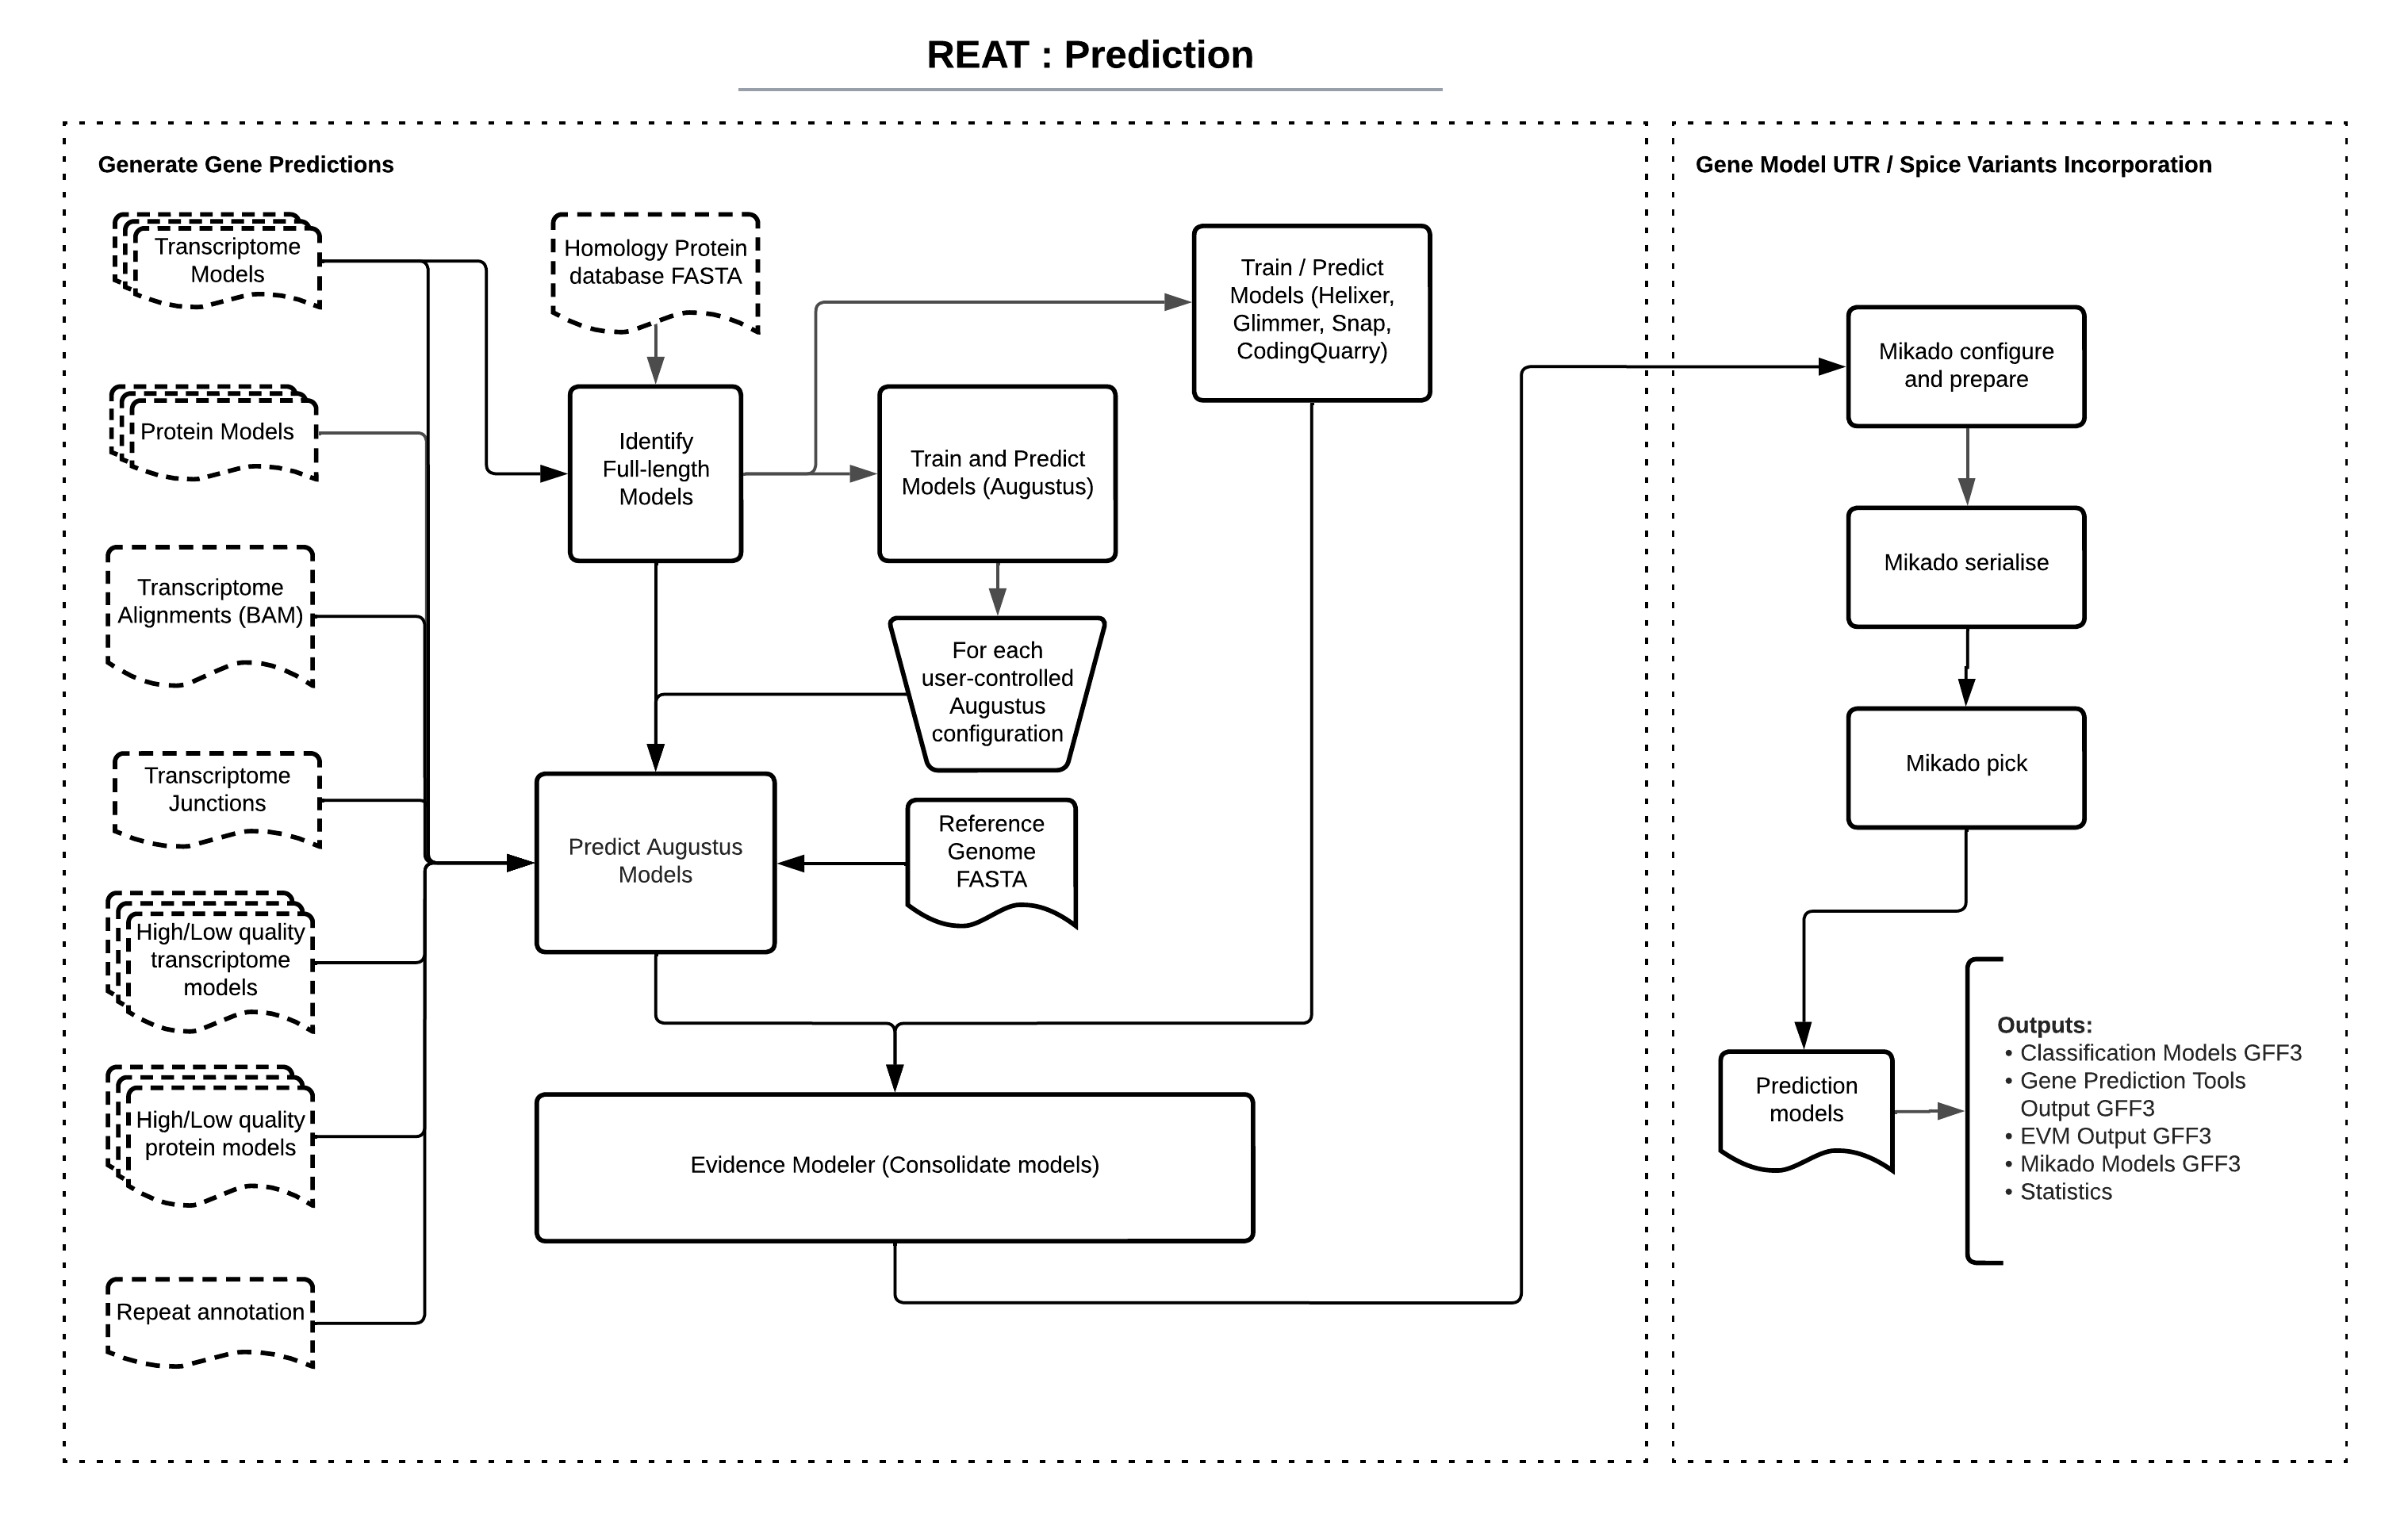 REAT : Prediction
Generate Gene Predictions
Transcriptome
Models
Protein Models
Transcriptome
Alignments (BAM)
Transcriptome
Junctions
High/Low quality
transcriptome
models
High/Low quality
protein models
Repeat annotation
Homology Protein
database FASTA
Identify
Full-length
Models
Train and Predict
Models (Augustus)
Train / Predict
Models (Helixer,
Glimmer, Snap,
CodingQuarry)
For each
user-controlled
Augustus
configuration
Predict Augustus
Models
Reference
Genome
FASTA
Evidence Modeler (Consolidate models)
Gene Model UTR / Spice Variants Incorporation
Mikado configure
and prepare
Mikado serialise
Mikado pick
Prediction
models
Outputs:
• Classification Models GFF3
• Gene Prediction Tools
Output GFF3
• EVM Output GFF3
• Mikado Models GFF3
• Statistics